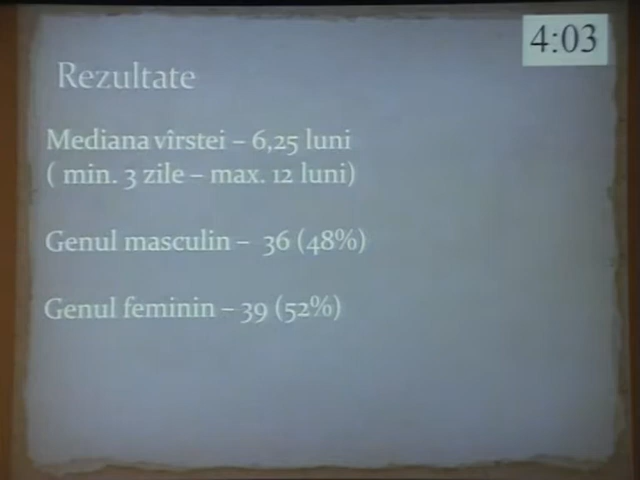 4:03
Rezultate
Mediana vîrstei – 6,25 luni
( min. 3 zile – max. 12 luni)
Genul masculin – 36 (48%)
Genul feminin – 39 (52%)